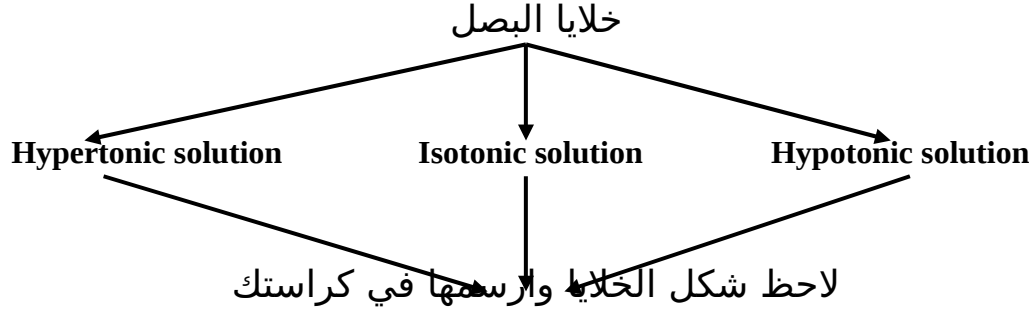 خلايا البصل
Hypertonic solution
Isotonic solution
Hypotonic solution
لاحظ شكل الخلايا وارسمها في كراستك